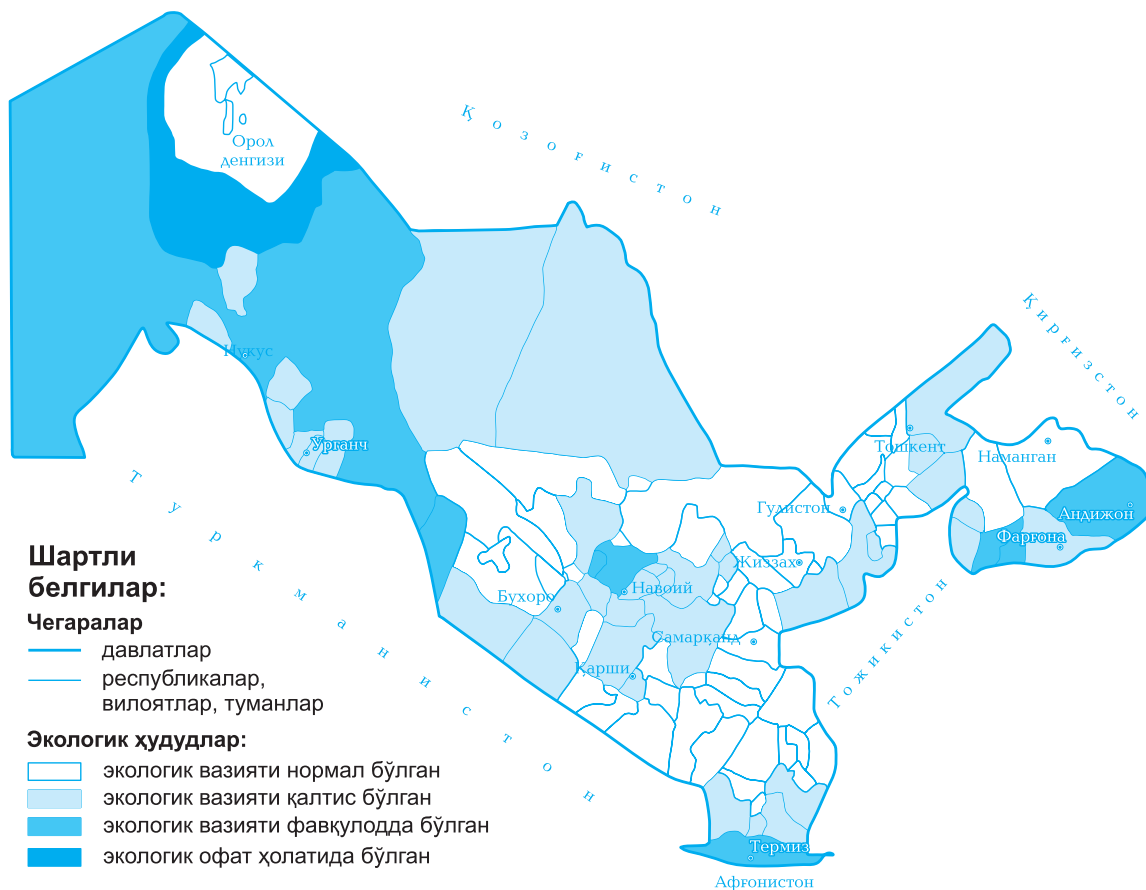 Қозоғистон
Орол
денгизи
Қирғизстон
Нукус
Урганч
Тошкент
Наманган
Андижон
Фарғона
Гулистон
Жиззах
Навоий
Бухоро
Самарқанд
Қарши
Туркманистон
Тожикистон
Термиз
Афғонистон
Шартли
белгилар:
Чегаралар
давлатлар
республикалар,
вилоятлар, туманлар
Экологик ҳудудлар:
экологик вазияти нормал бўлган
экологик вазияти қалтис бўлган
экологик вазияти фавқулодда бўлган
экологик офат ҳолатида бўлган